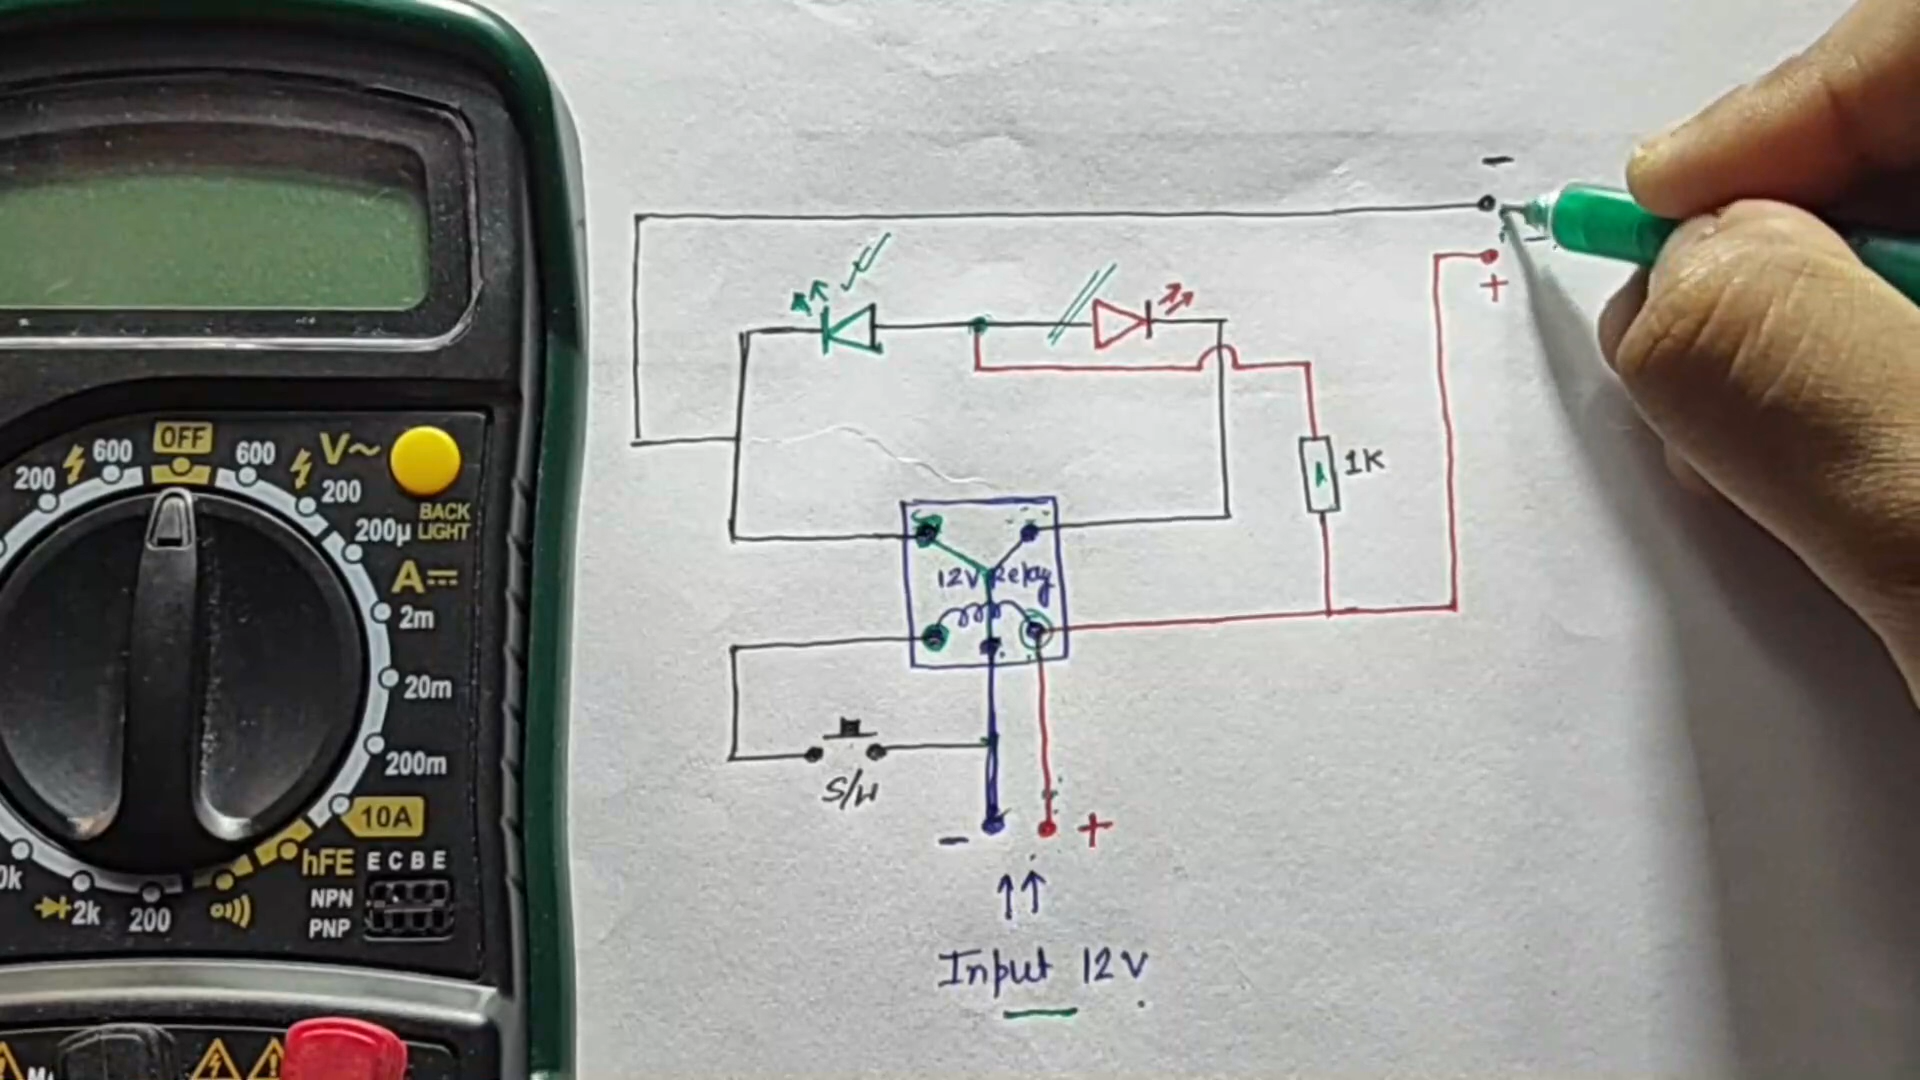 -
+
1K
12V Relay
S/W
- +
Input 12V
OFF
600
600
200
V~
200
200µ
BACK
LIGHT
A
2m
20m
200m
10A
hFE
E C B E
NPN
PNP
0k
2k
200